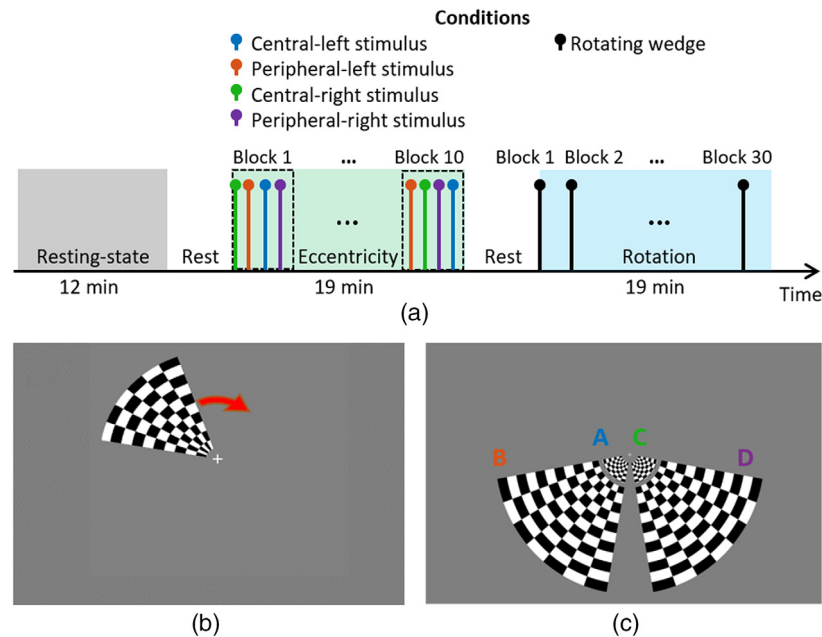 Conditions
Central-left stimulus
Peripheral-left stimulus
Central-right stimulus
Peripheral-right stimulus
Rotating wedge
Block 1 ... Block 10 Block 1 Block 2 ... Block 30
... ...
Resting-state Rest Eccentricity Rest Rotation
12 min 19 min 19 min Time
(a)
A C
B D
(b) (c)